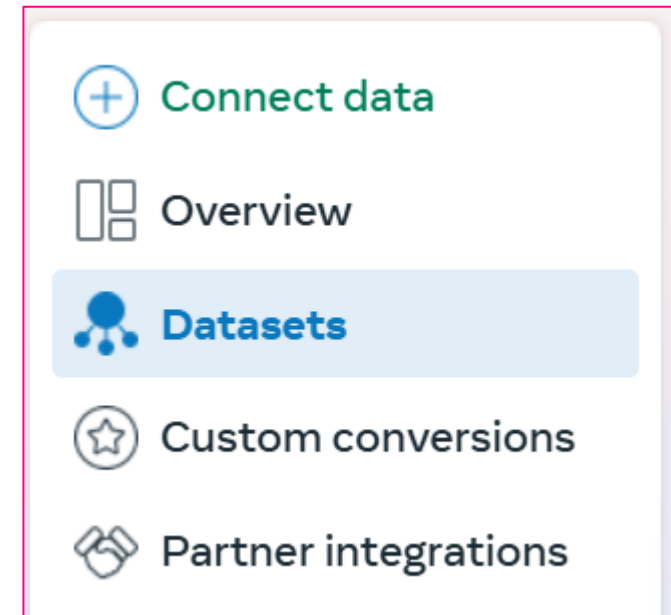 Connect data
Overview
Datasets
Custom conversions
Partner integrations